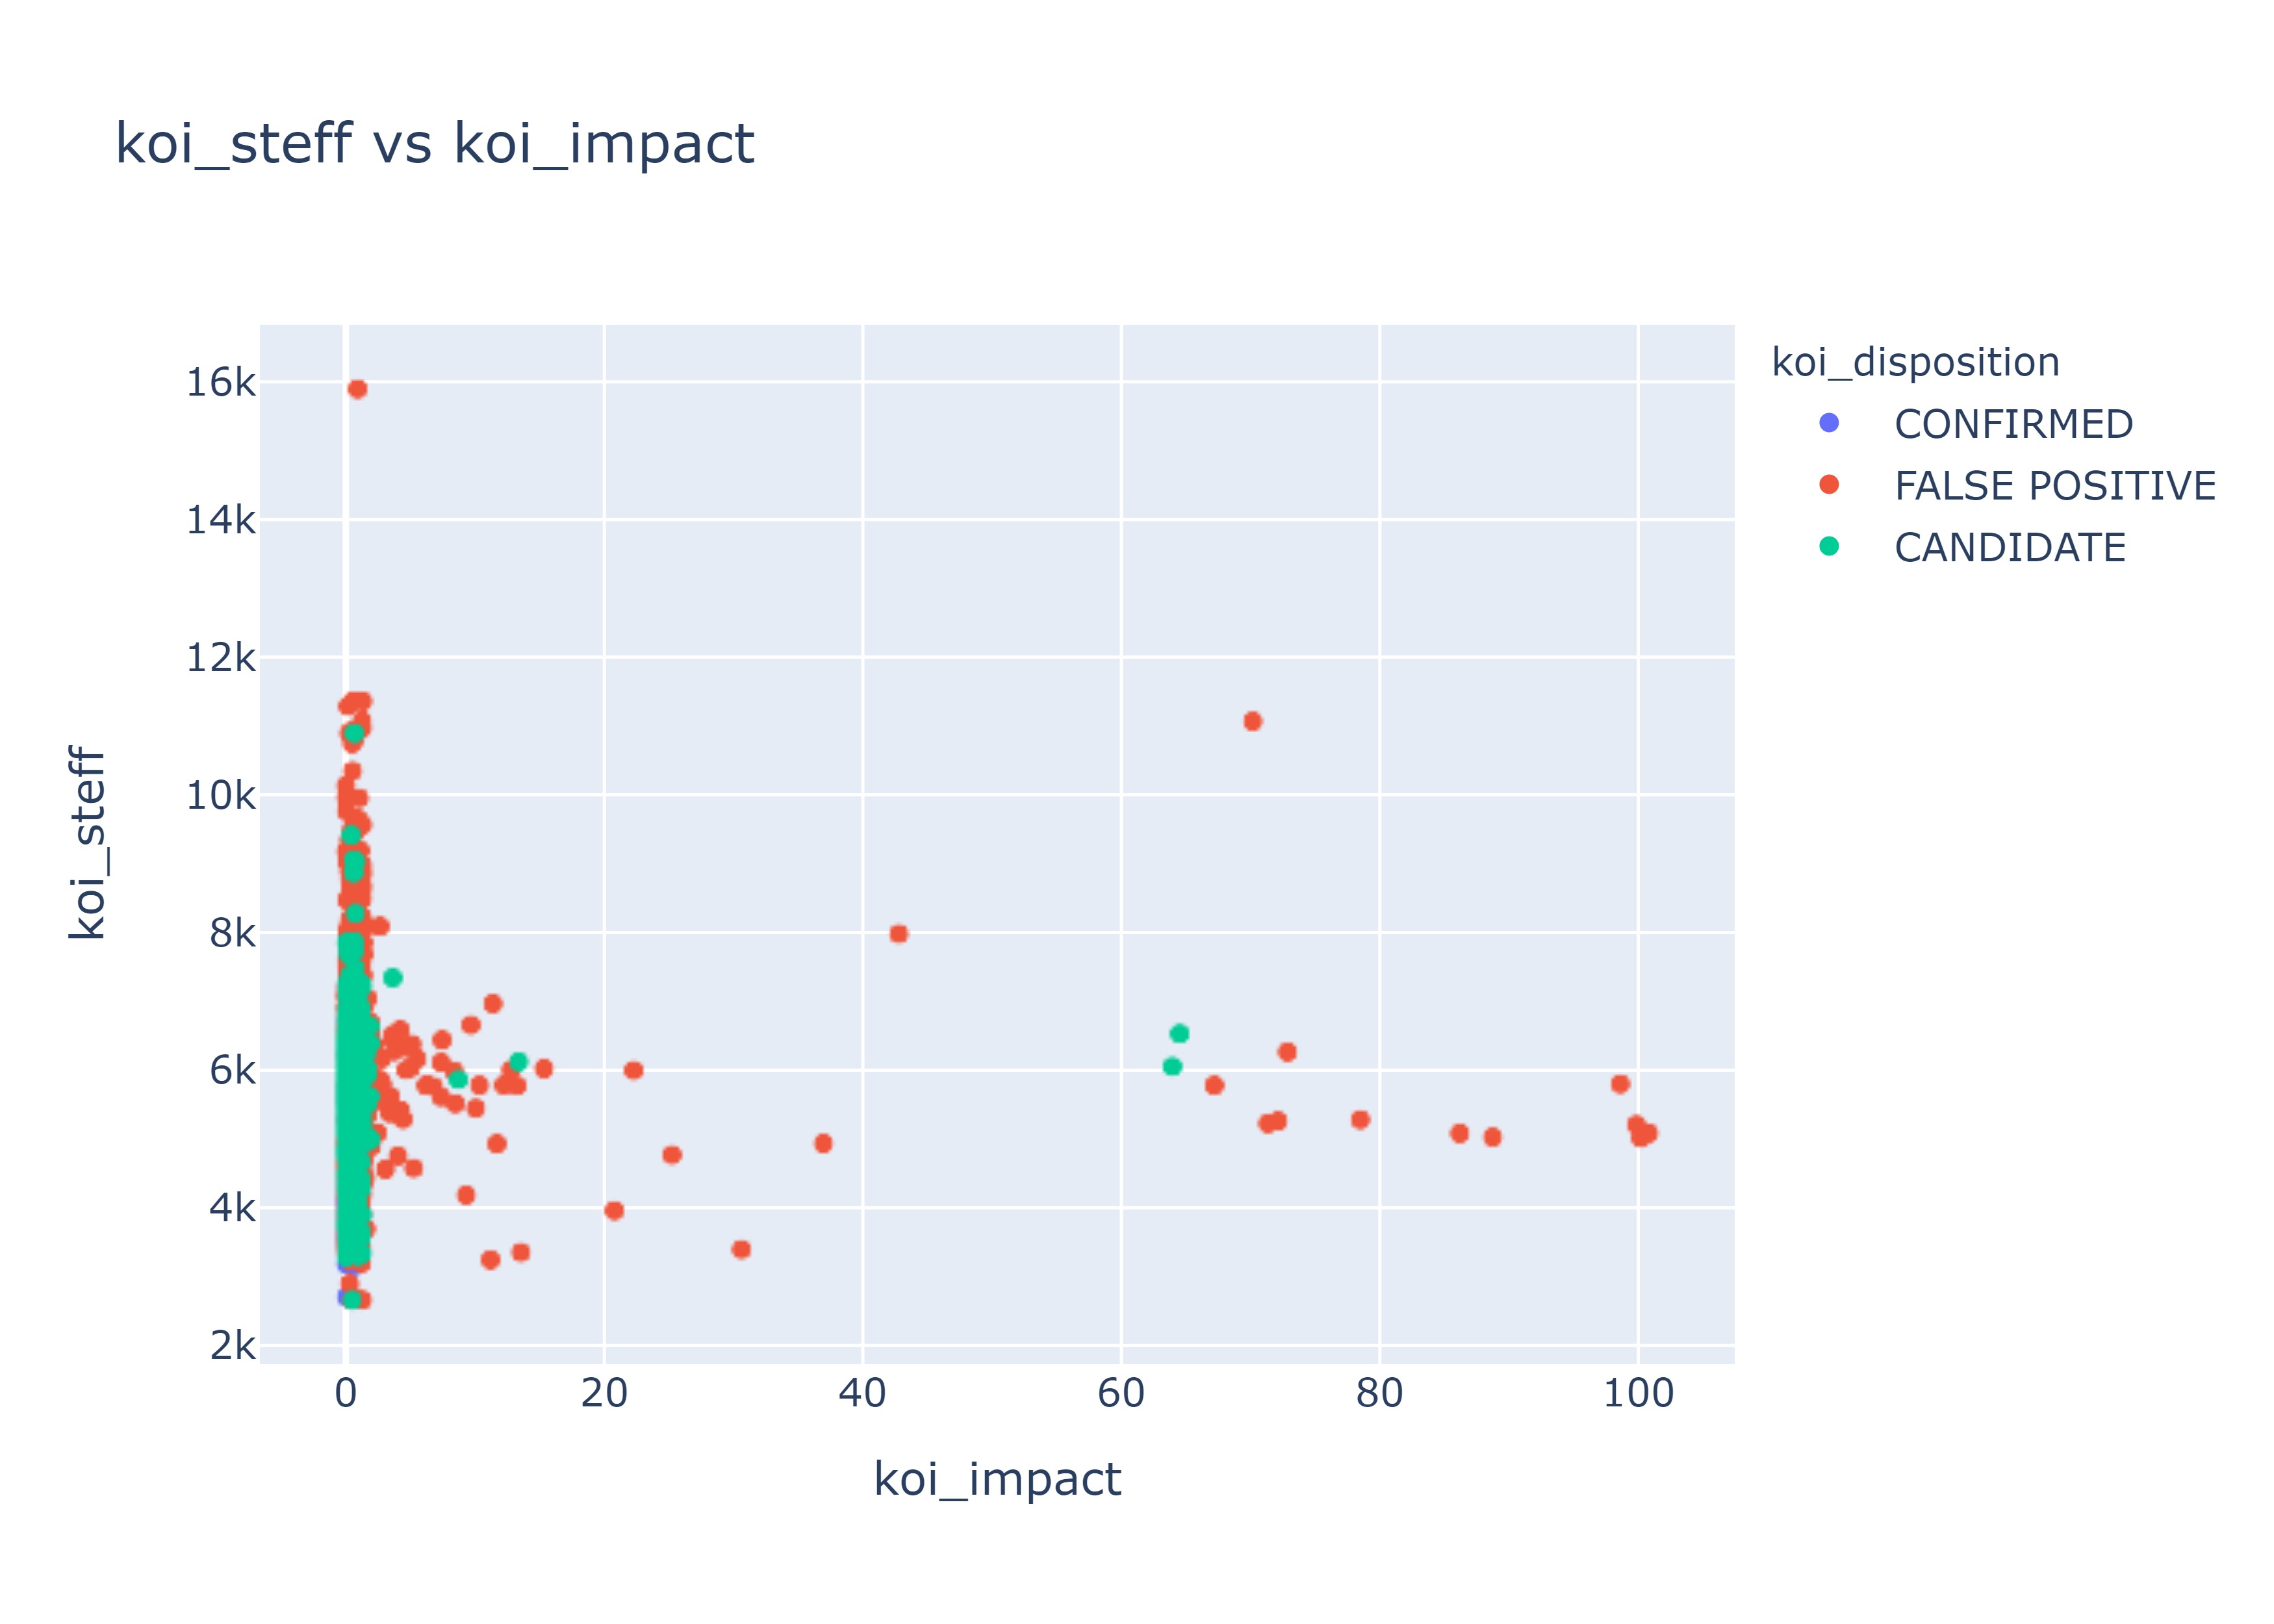 koi_steff vs koi_impact
koi_disposition
CONFIRMED
FALSE POSITIVE
CANDIDATE
koi_steff
16k
14k
12k
10k
8k
6k
4k
2k
0
20
40
60
80
100
koi_impact